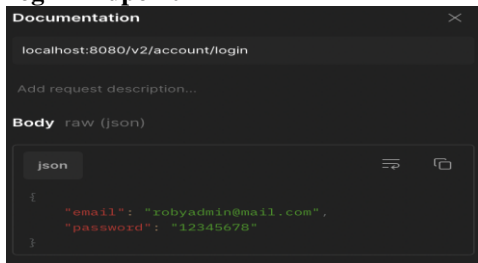 Documentation
localhost:8080/v2/account/login
Add request description...
Body raw (json)
json
{
"email": "robyadmin@mail.com",
"password": "12345678"
}